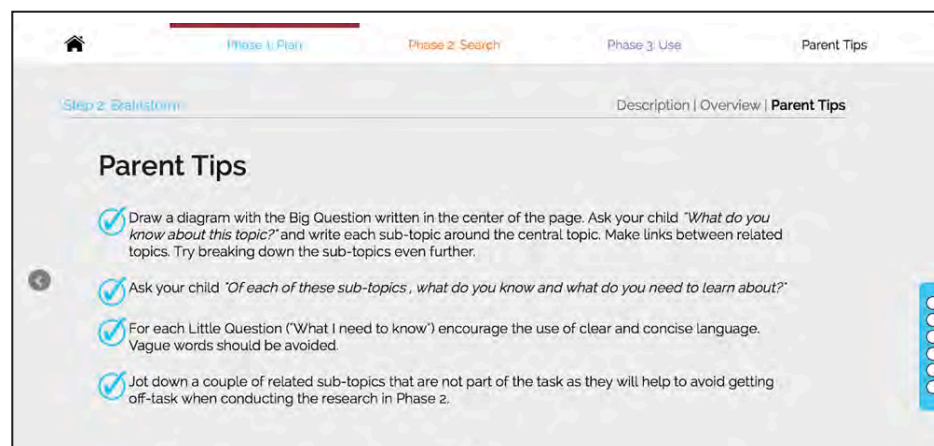 Phase 1: Plan
Phase 2: Search
Phase 3: Use
Parent Tips
Step 2: Brainstorm
Description | Overview | Parent Tips
Parent Tips
Draw a diagram with the Big Question written in the center of the page. Ask your child "What do you
know about this topic?" and write each sub-topic around the central topic. Make links between related
topics. Try breaking down the sub-topics even further.
Ask your child "Of each of these sub-topics , what do you know and what do you need to learn about?"
For each Little Question ("What I need to know") encourage the use of clear and concise language.
Vague words should be avoided.
Jot down a couple of related sub-topics that are not part of the task as they will help to avoid getting
off-task when conducting the research in Phase 2.